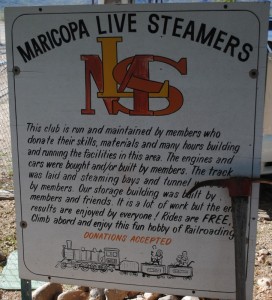 MARICOPA LIVE STEAMERS
MLS
This club is run and maintained by members who
donate their skills, materials and many hours building
and running the facilities in this area. The engines and
cars were bought and/or built by members. The track
was laid and steaming bays and tunnel
by members. Our storage building was built by
members and friends. It is a lot of work but the en
results are enjoyed by everyone! Rides are FREE
Climb abord and enjoy this fun hobby of Railroading
DONATIONS ACCEPTED